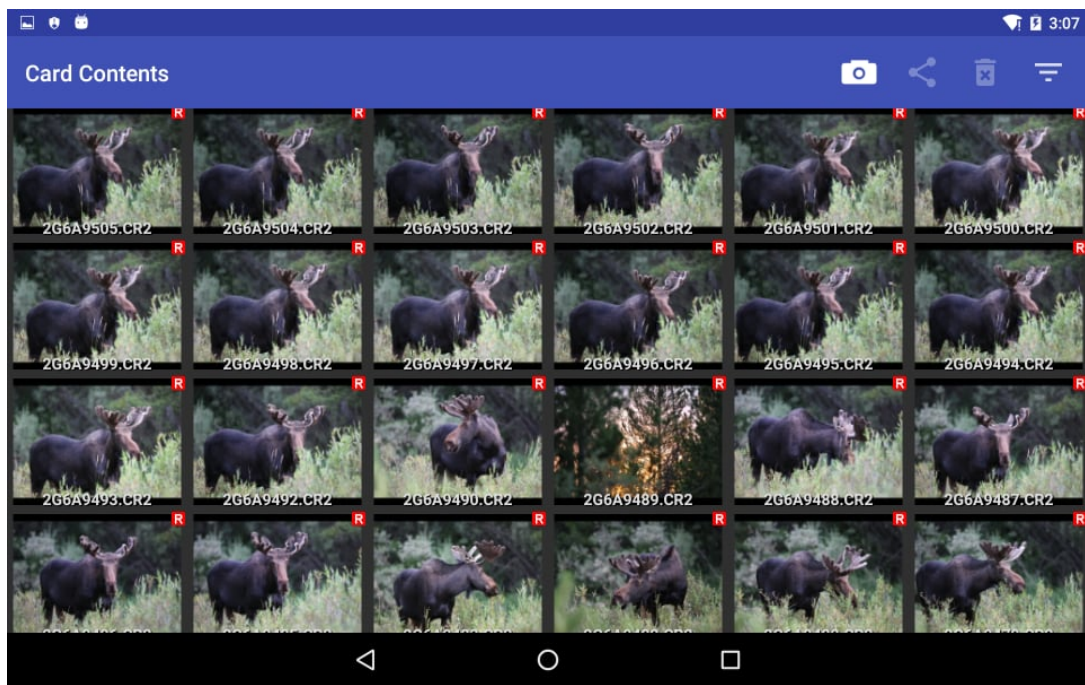 3:07
Card Contents
R R R R R R
2G6A9505.CR2 2G6A9504.CR2 2G6A9503.CR2 2G6A9502.CR2 2G6A9501.CR2 2G6A9500.CR2
R R R R R R
2G6A9499.CR2 2G6A9498.CR2 2G6A9497.CR2 2G6A9496.CR2 2G6A9495.CR2 2G6A9494.CR2
R R R R R R
2G6A9493.CR2 2G6A9492.CR2 2G6A9490.CR2 2G6A9489.CR2 2G6A9488.CR2 2G6A9487.CR2
R R R R R R